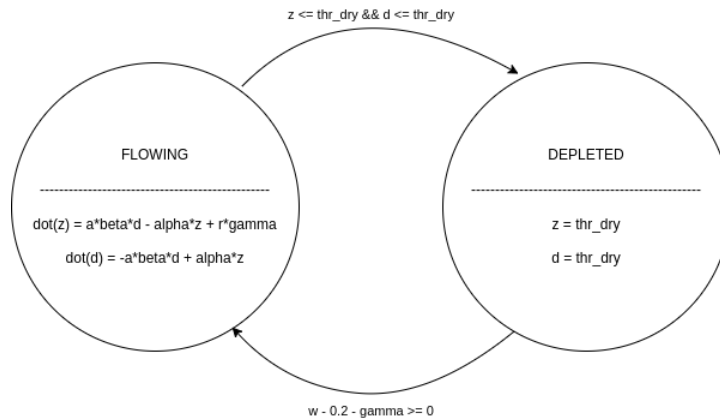 z <= thr_dry && d <= thr_dry
FLOWING
--------------------------------------------------
dot(z) = a*beta*d - alpha*z + r*gamma
dot(d) = -a*beta*d + alpha*z
DEPLETED
--------------------------------------------------
z = thr_dry
d = thr_dry
w - 0.2 - gamma >= 0